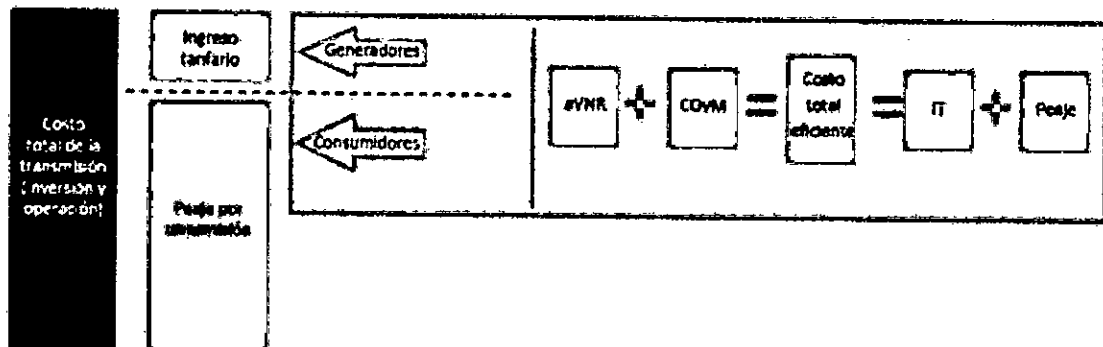 Costo
total de la
transmisión
(inversión y
operación)
Ingreso
tarifario
Peaje por
transmisión
Generadores
Consumidores
aVNR
+
COyM
=
Costo
total
eficiente
=
IT
+
Peaje